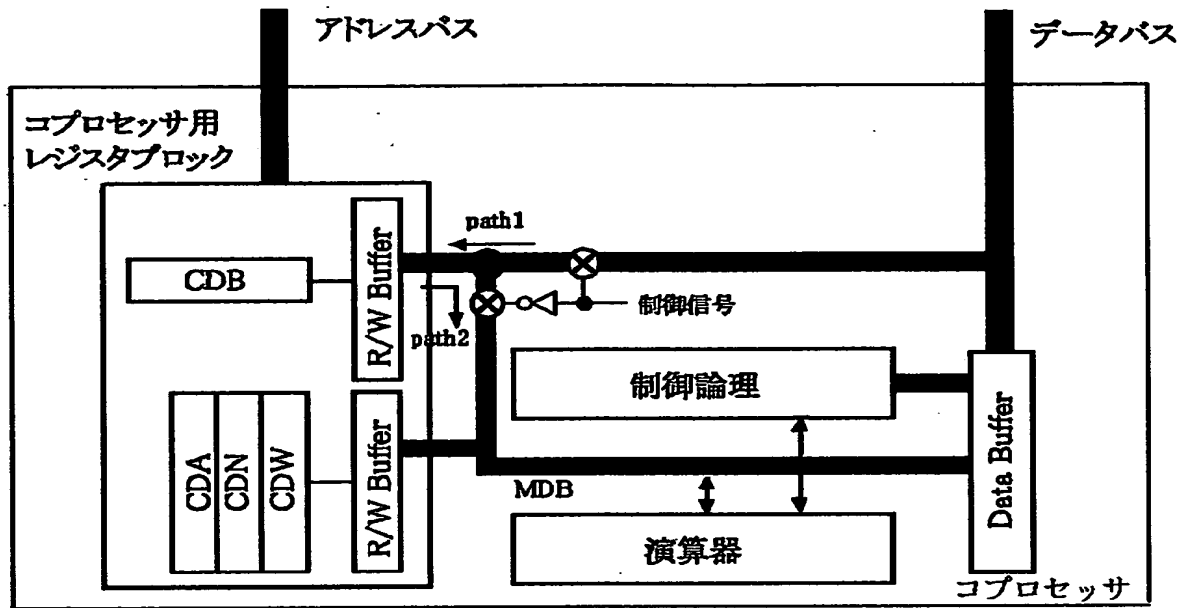 アドレスバス
データバス
コプロセッサ用
レジスタブロック
path1
R/W Buffer
CDB
制御信号
path2
制御論理
Data Buffer
CDA
CDN
CDW
R/W Buffer
MDB
演算器
コプロセッサ